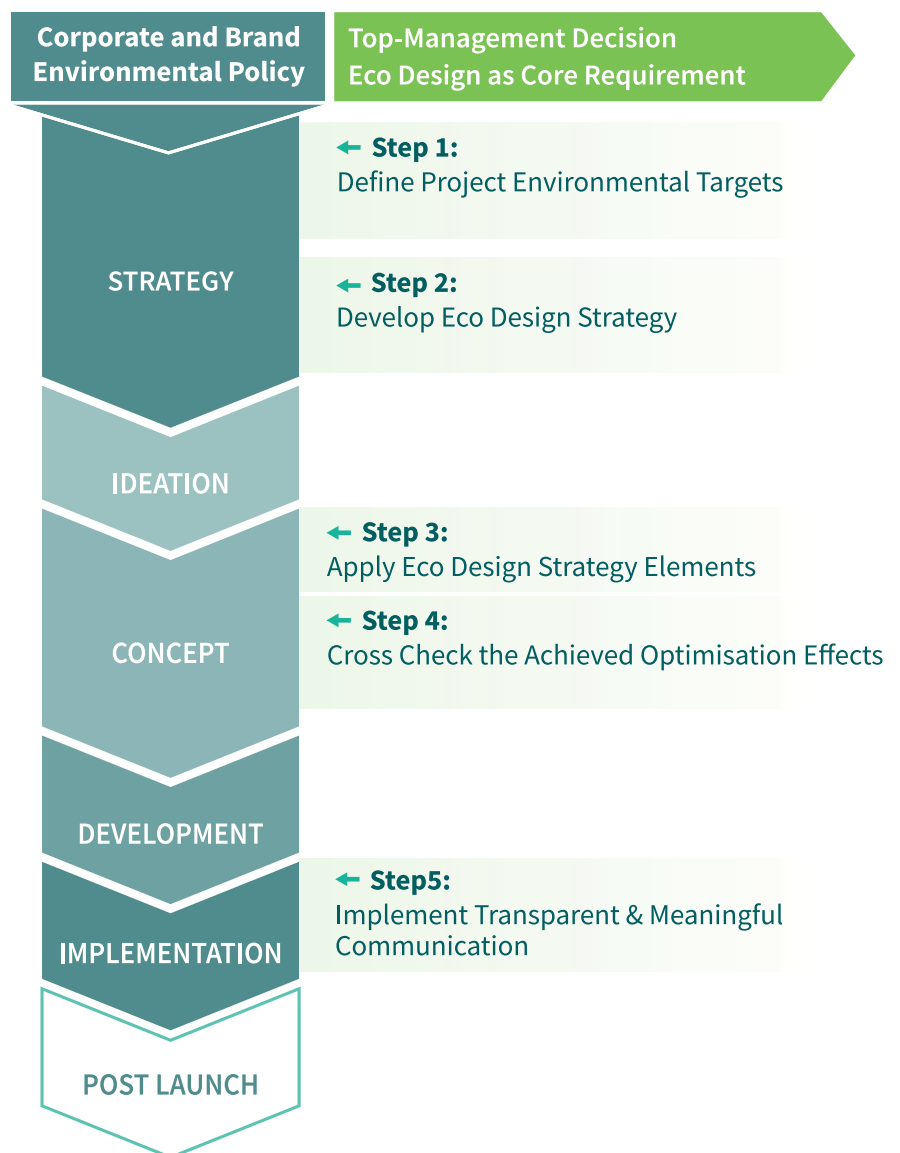 Corporate and Brand
Environmental Policy
Top-Management Decision
Eco Design as Core Requirement
Step 1:
Define Project Environmental Targets
STRATEGY
Step 2:
Develop Eco Design Strategy
IDEATION
Step 3:
Apply Eco Design Strategy Elements
CONCEPT
Step 4:
Cross Check the Achieved Optimisation Effects
DEVELOPMENT
Step5:
Implement Transparent & Meaningful
Communication
IMPLEMENTATION
POST LAUNCH